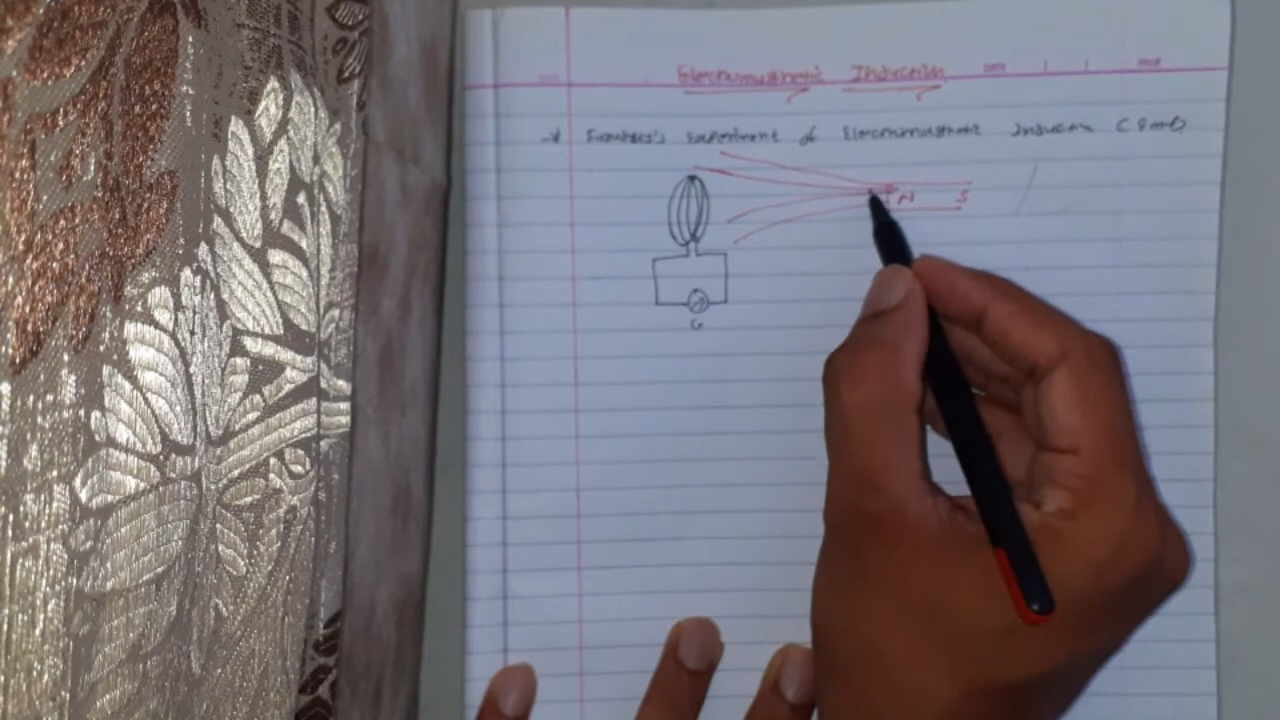 Electromagnetic Induction
Faraday's Experiment of Electromagnetic Induction
N S
G